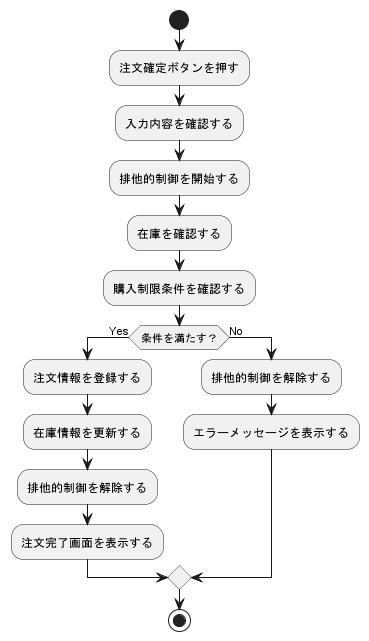 注文確定ボタンを押す
入力内容を確認する
排他的制御を開始する
在庫を確認する
購入制限条件を確認する
条件を満たす？
Yes
No
注文情報を登録する
在庫情報を更新する
排他的制御を解除する
注文完了画面を表示する
排他的制御を解除する
エラーメッセージを表示する